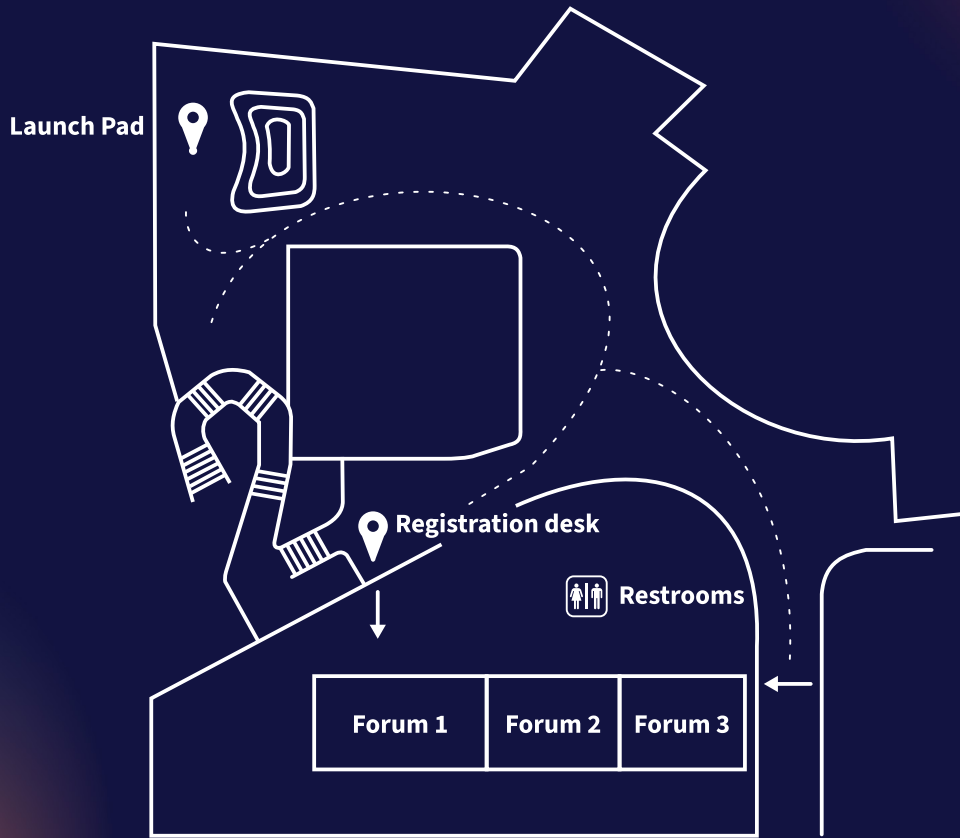 Launch Pad
Registration desk
Restrooms
Forum 1
Forum 2
Forum 3